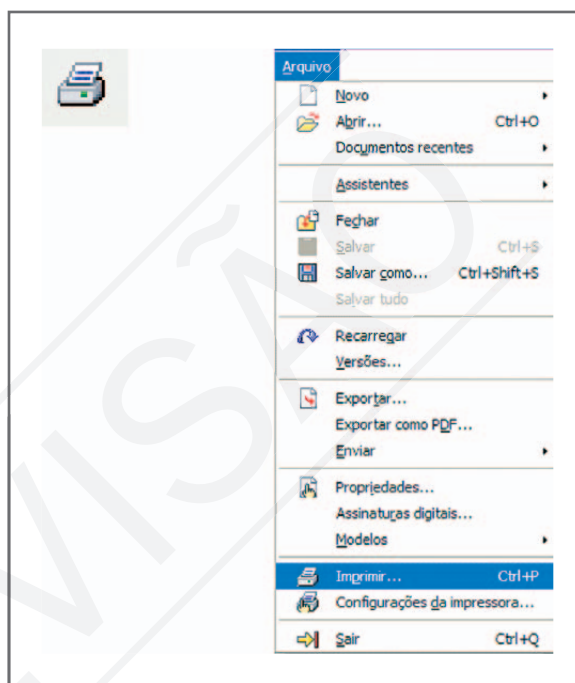 Arquivo
Novo
Abrir... Ctrl+O
Documentos recentes
Assistentes
Fechar
Salvar Ctrl+S
Salvar como... Ctrl+Shift+S
Salvar tudo
Recarregar
Versões...
Exportar...
Exportar como PDF...
Enviar
Propriedades...
Assinaturas digitais...
Modelos
Imprimir... Ctrl+P
Configurações da impressora...
Sair Ctrl+Q
VISÃO